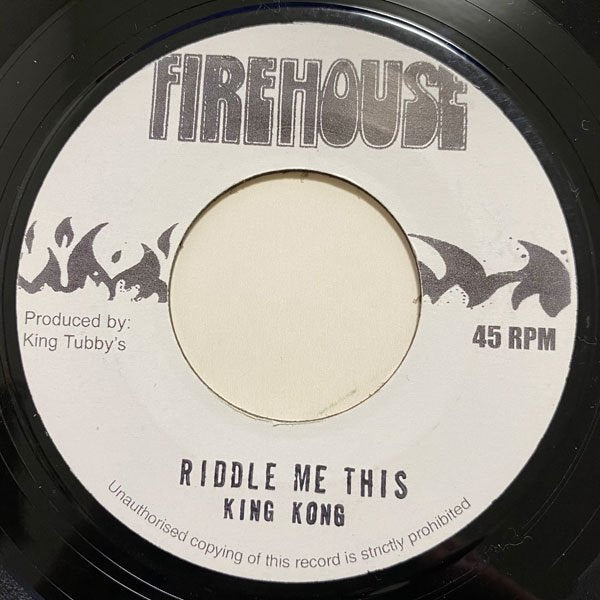 FIREHOUSE
Produced by:
King Tubby's
45 RPM
RIDDLE ME THIS
KING KONG
Unauthorised copying of this record is strictly prohibited